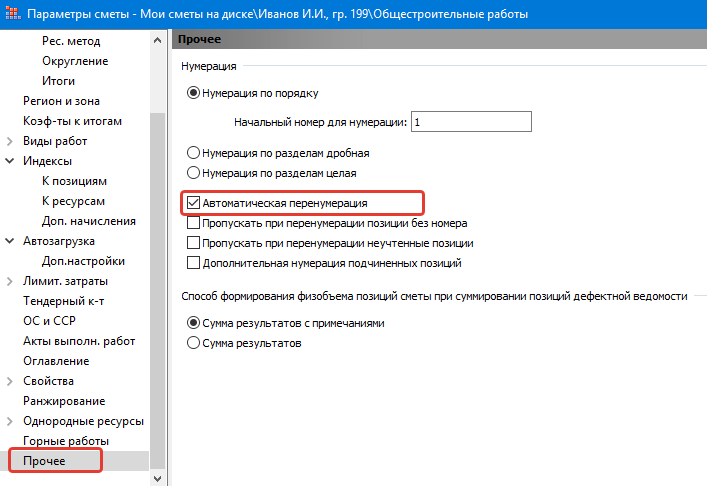 Параметры сметы - Мои сметы на диске\Иванов И.И., гр. 199\Общестроительные работы
Рес. метод
Округление
Итоги
Регион и зона
Коэф-ты к итогам
Виды работ
Индексы
К позициям
К ресурсам
Доп. начисления
Автозагрузка
Доп.настройки
Лимит. затраты
Тендерный к-т
ОС и ССР
Акты выполн. работ
Оглавление
Свойства
Ранжирование
Однородные ресурсы
Горные работы
Прочее
Прочее
Нумерация
Нумерация по порядку
Начальный номер для нумерации: 1
Нумерация по разделам дробная
Нумерация по разделам целая
Автоматическая перенумерация
Пропускать при перенумерации позиции без номера
Пропускать при перенумерации неучтенные позиции
Дополнительная нумерация подчиненных позиций
Способ формирования физобъема позиций сметы при суммировании позиций дефектной ведомости
Сумма результатов с примечаниями
Сумма результатов